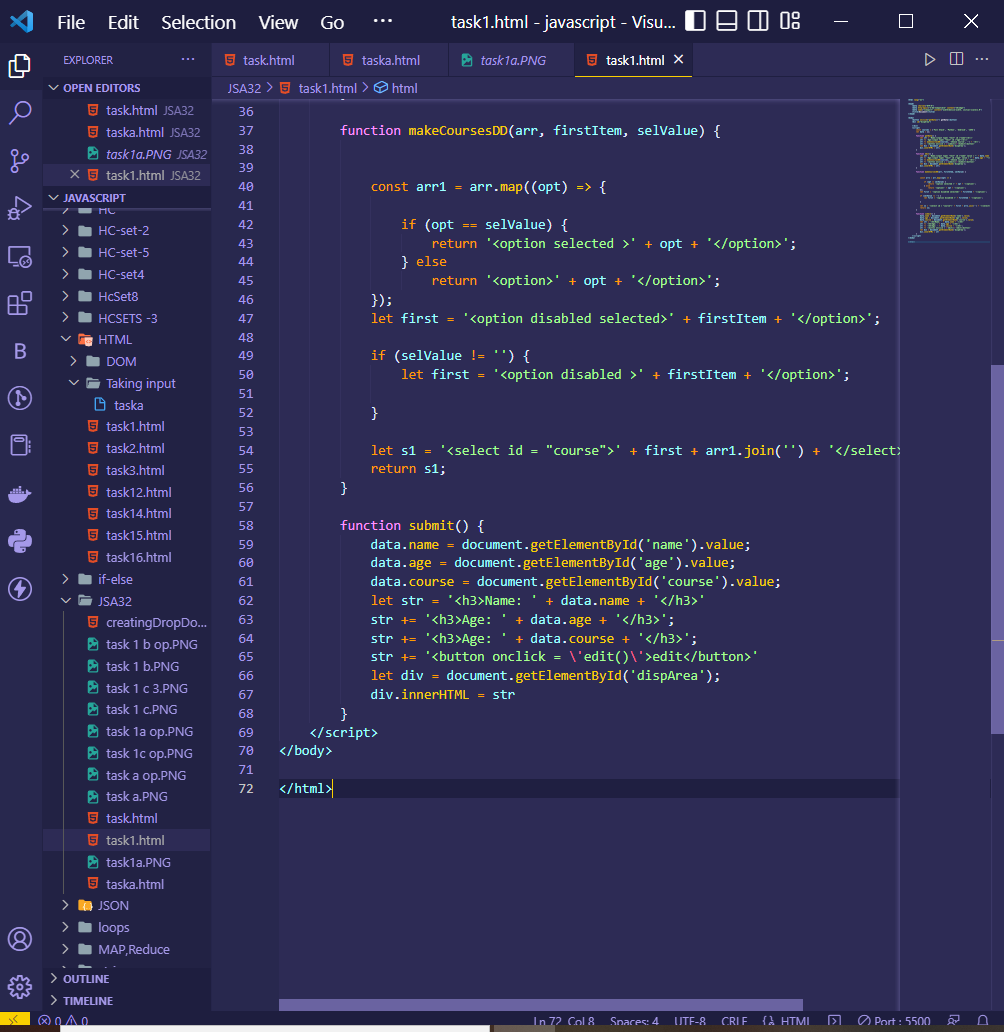 File Edit Selection View Go ··· task1.html - javascript - Visu...
EXPLORER ···
OPEN EDITORS
task.html JSA32
taska.html JSA32
task1a.PNG JSA32
task1.html JSA32
JAVASCRIPT
HC
HC-set-2
HC-set-5
HC-set4
HcSet8
HCSETS -3
HTML
DOM
Taking input
taska
task1.html
task2.html
task3.html
task12.html
task14.html
task15.html
task16.html
if-else
JSA32
creatingDropDo...
task 1 b op.PNG
task 1 b.PNG
task 1 c 3.PNG
task 1 c.PNG
task 1a op.PNG
task 1c op.PNG
task a op.PNG
task a.PNG
task.html
task1.html
task1a.PNG
taska.html
JSON
loops
MAP,Reduce
OUTLINE
TIMELINE
task.html taska.html task1a.PNG task1.html
JSA32 > task1.html > html
36
37 function makeCoursesDD(arr, firstItem, selValue) {
38
39
40 const arr1 = arr.map((opt) => {
41
42 if (opt == selValue) {
43 return '<option selected >' + opt + '</option>';
44 } else
45 return '<option>' + opt + '</option>';
46 });
47 let first = '<option disabled selected>' + firstItem + '</option>';
48
49 if (selValue != '') {
50 let first = '<option disabled >' + firstItem + '</option>';
51
52 }
53
54 let s1 = '<select id = "course">' + first + arr1.join('') + '</select>
55 return s1;
56 }
57
58 function submit() {
59 data.name = document.getElementById('name').value;
60 data.age = document.getElementById('age').value;
61 data.course = document.getElementById('course').value;
62 let str = '<h3>Name: ' + data.name + '</h3>'
63 str += '<h3>Age: ' + data.age + '</h3>';
64 str += '<h3>Age: ' + data.course + '</h3>';
65 str += '<button onclick = \'edit()\'>edit</button>'
66 let div = document.getElementById('dispArea');
67 div.innerHTML = str
68 }
69 </script>
70 </body>
71
72 </html>
0 0 Ln 72, Col 8 Spaces: 4 UTF-8 CRLF {} HTML Port : 5500